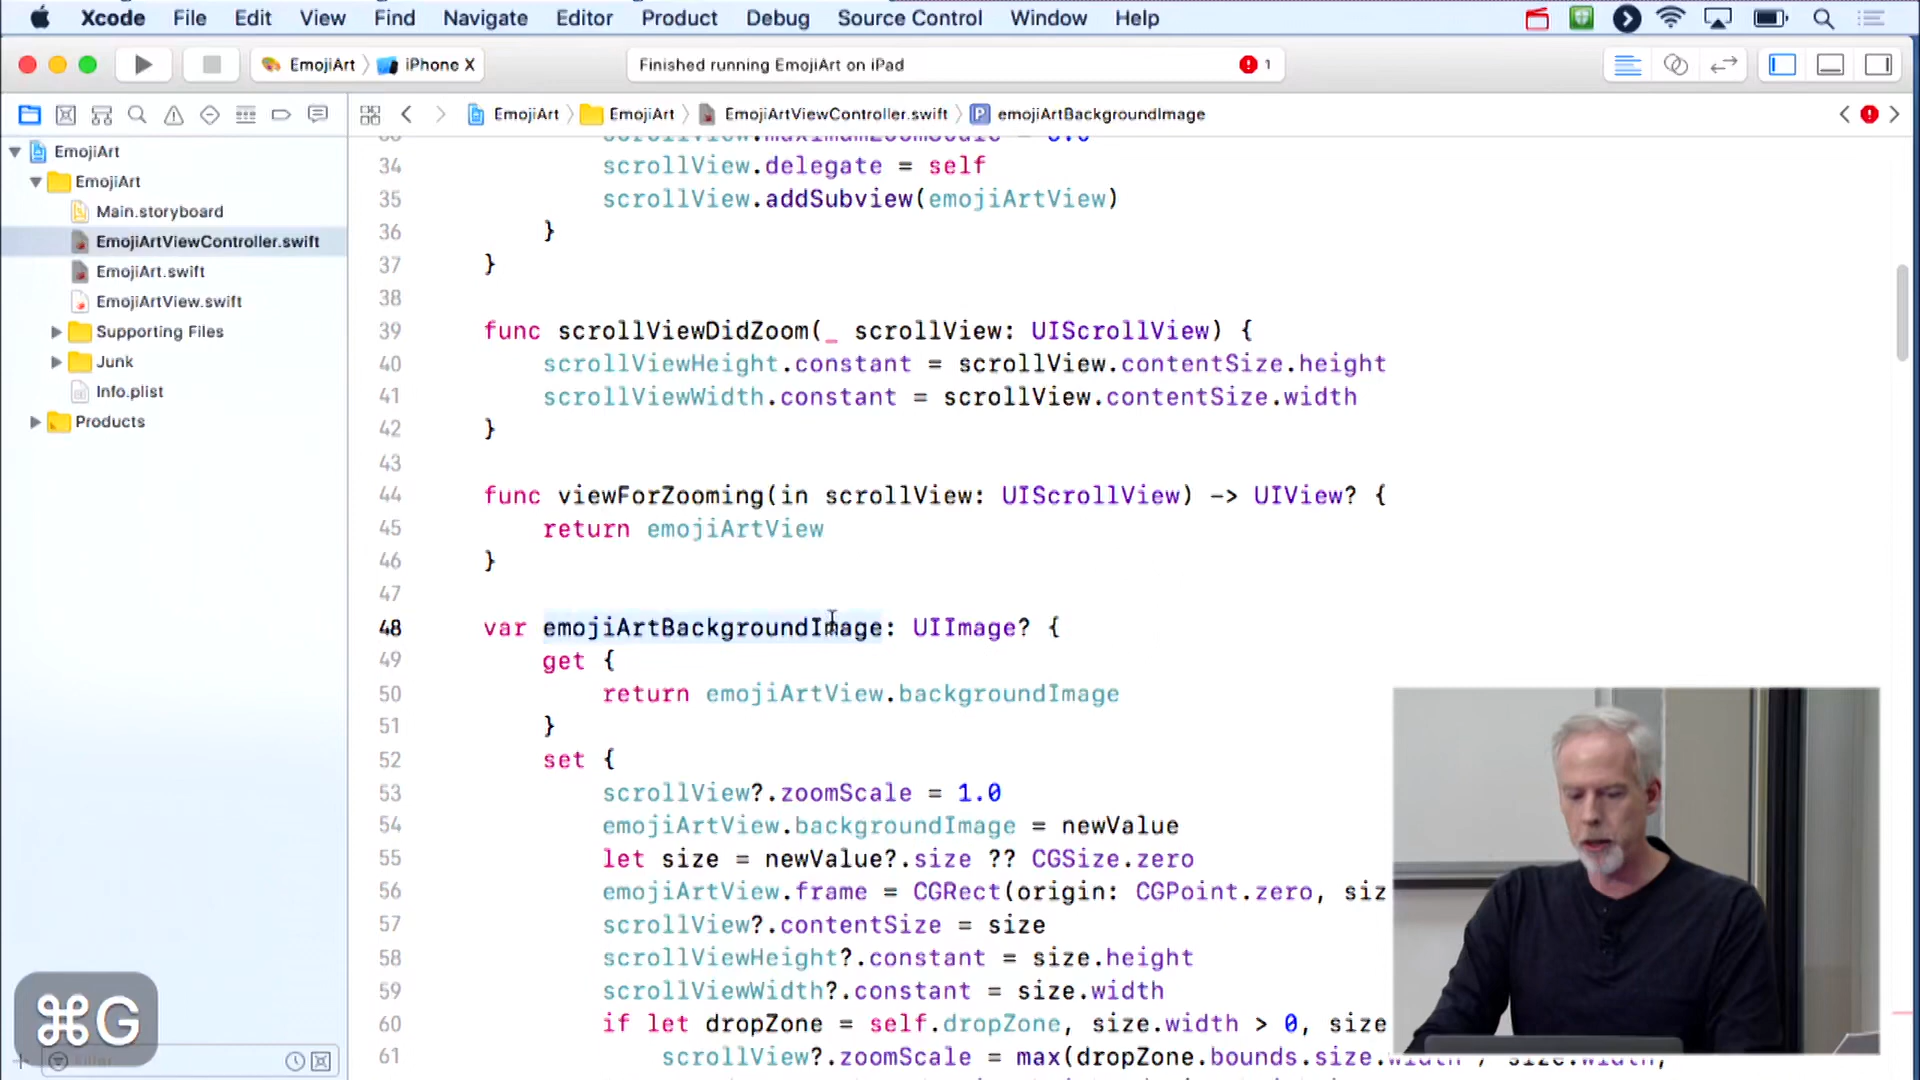 Xcode File Edit View Find Navigate Editor Product Debug Source Control Window Help
EmojiArt iPhone X
Finished running EmojiArt on iPad 1
EmojiArt EmojiArt EmojiArtViewController.swift P emojiArtBackgroundImage
EmojiArt
EmojiArt
Main.storyboard
EmojiArtViewController.swift
EmojiArt.swift
EmojiArtView.swift
Supporting Files
Junk
Info.plist
Products
34 scrollView.delegate = self
35 scrollView.addSubview(emojiArtView)
36 }
37 }
38
39 func scrollViewDidZoom(_ scrollView: UIScrollView) {
40 scrollViewHeight.constant = scrollView.contentSize.height
41 scrollViewWidth.constant = scrollView.contentSize.width
42 }
43
44 func viewForZooming(in scrollView: UIScrollView) -> UIView? {
45 return emojiArtView
46 }
47
48 var emojiArtBackgroundImage: UIImage? {
49 get {
50 return emojiArtView.backgroundImage
51 }
52 set {
53 scrollView?.zoomScale = 1.0
54 emojiArtView.backgroundImage = newValue
55 let size = newValue?.size ?? CGSize.zero
56 emojiArtView.frame = CGRect(origin: CGPoint.zero, siz
57 scrollView?.contentSize = size
58 scrollViewHeight?.constant = size.height
59 scrollViewWidth?.constant = size.width
60 if let dropZone = self.dropZone, size.width > 0, size
61 scrollView?.zoomScale = max(dropZone.bounds.size.width / size.width,
⌘G